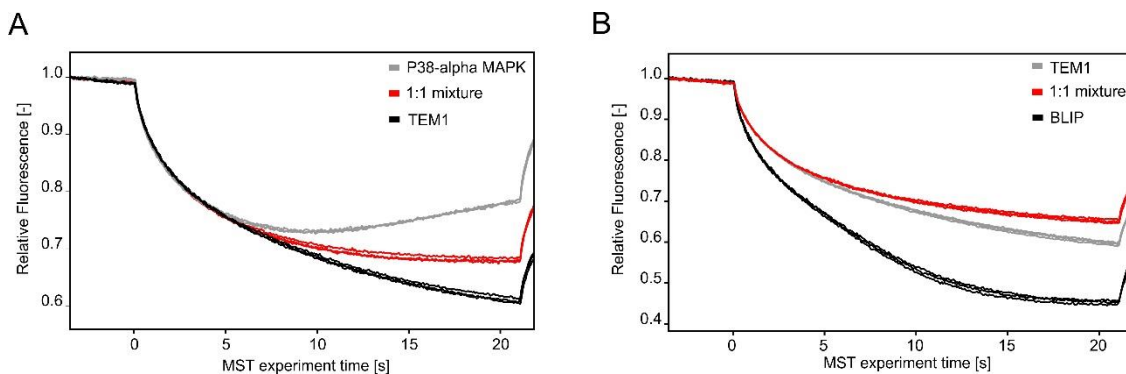 A
P38-alpha MAPK
1:1 mixture
TEM1
Relative Fluorescence [-]
1.0
0.9
0.8
0.7
0.6
0
5
10
15
20
MST experiment time [s]
B
TEM1
1:1 mixture
BLIP
Relative Fluorescence [-]
1.0
0.9
0.8
0.7
0.6
0.5
0.4
0
5
10
15
20
MST experiment time [s]